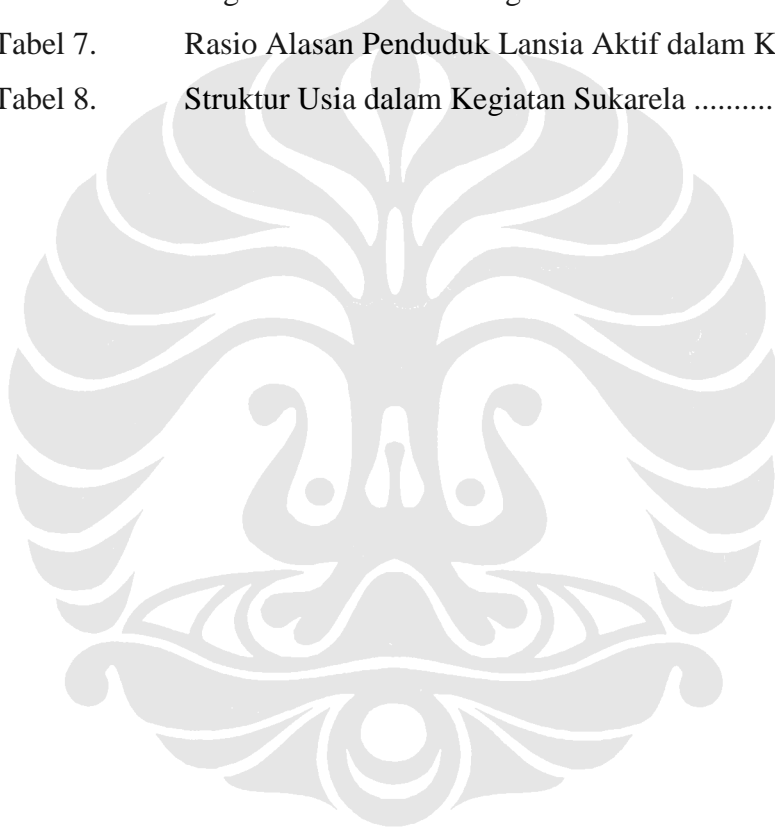 Tabel 7. Rasio Alasan Penduduk Lansia Aktif dalam K
Tabel 8. Struktur Usia dalam Kegiatan Sukarela ..........